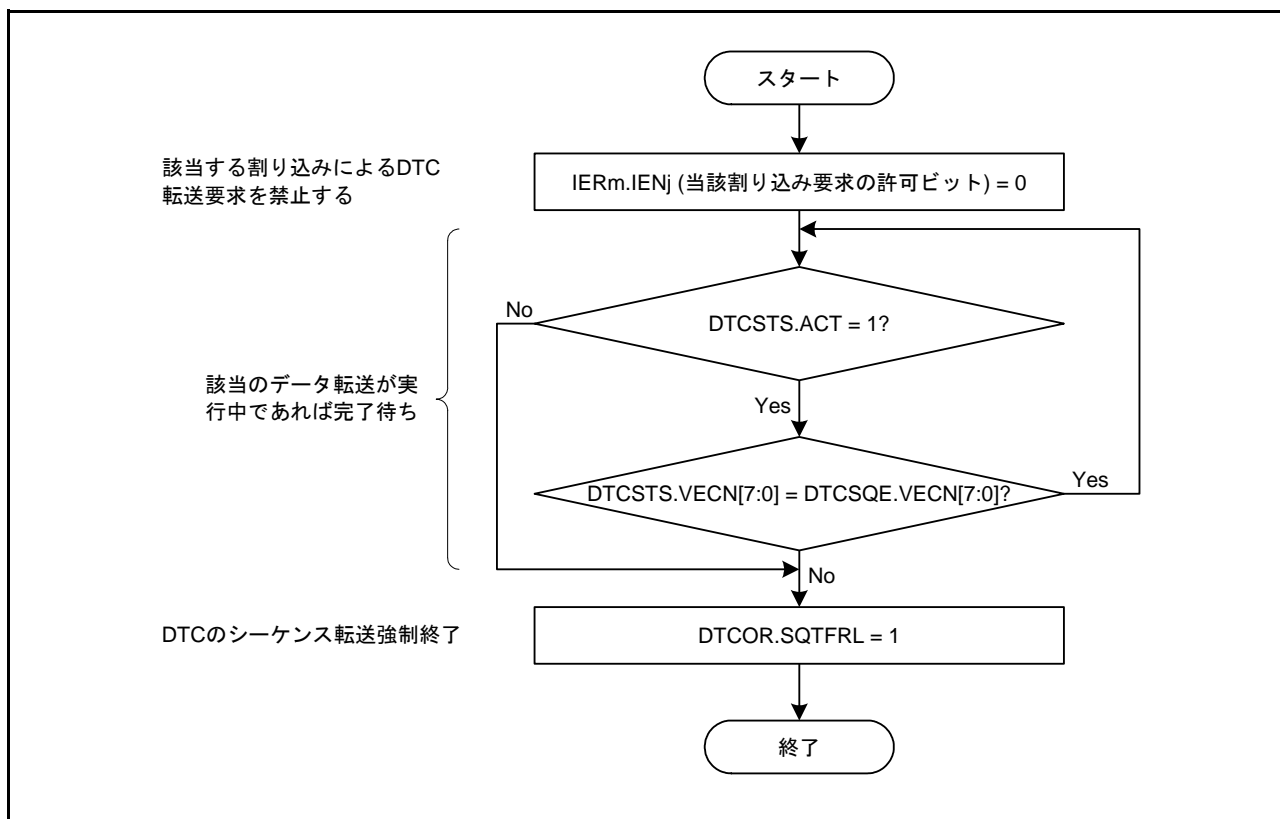 スタート
該当する割り込みによるDTC
転送要求を禁止する
IERm.IENj (当該割り込み要求の許可ビット) = 0
No
DTCSTS.ACT = 1?
該当のデータ転送が実
行中であれば完了待ち
Yes
DTCSTS.VECN[7:0] = DTCSQE.VECN[7:0]?
Yes
No
DTCのシーケンス転送強制終了
DTCOR.SQTFRL = 1
終了